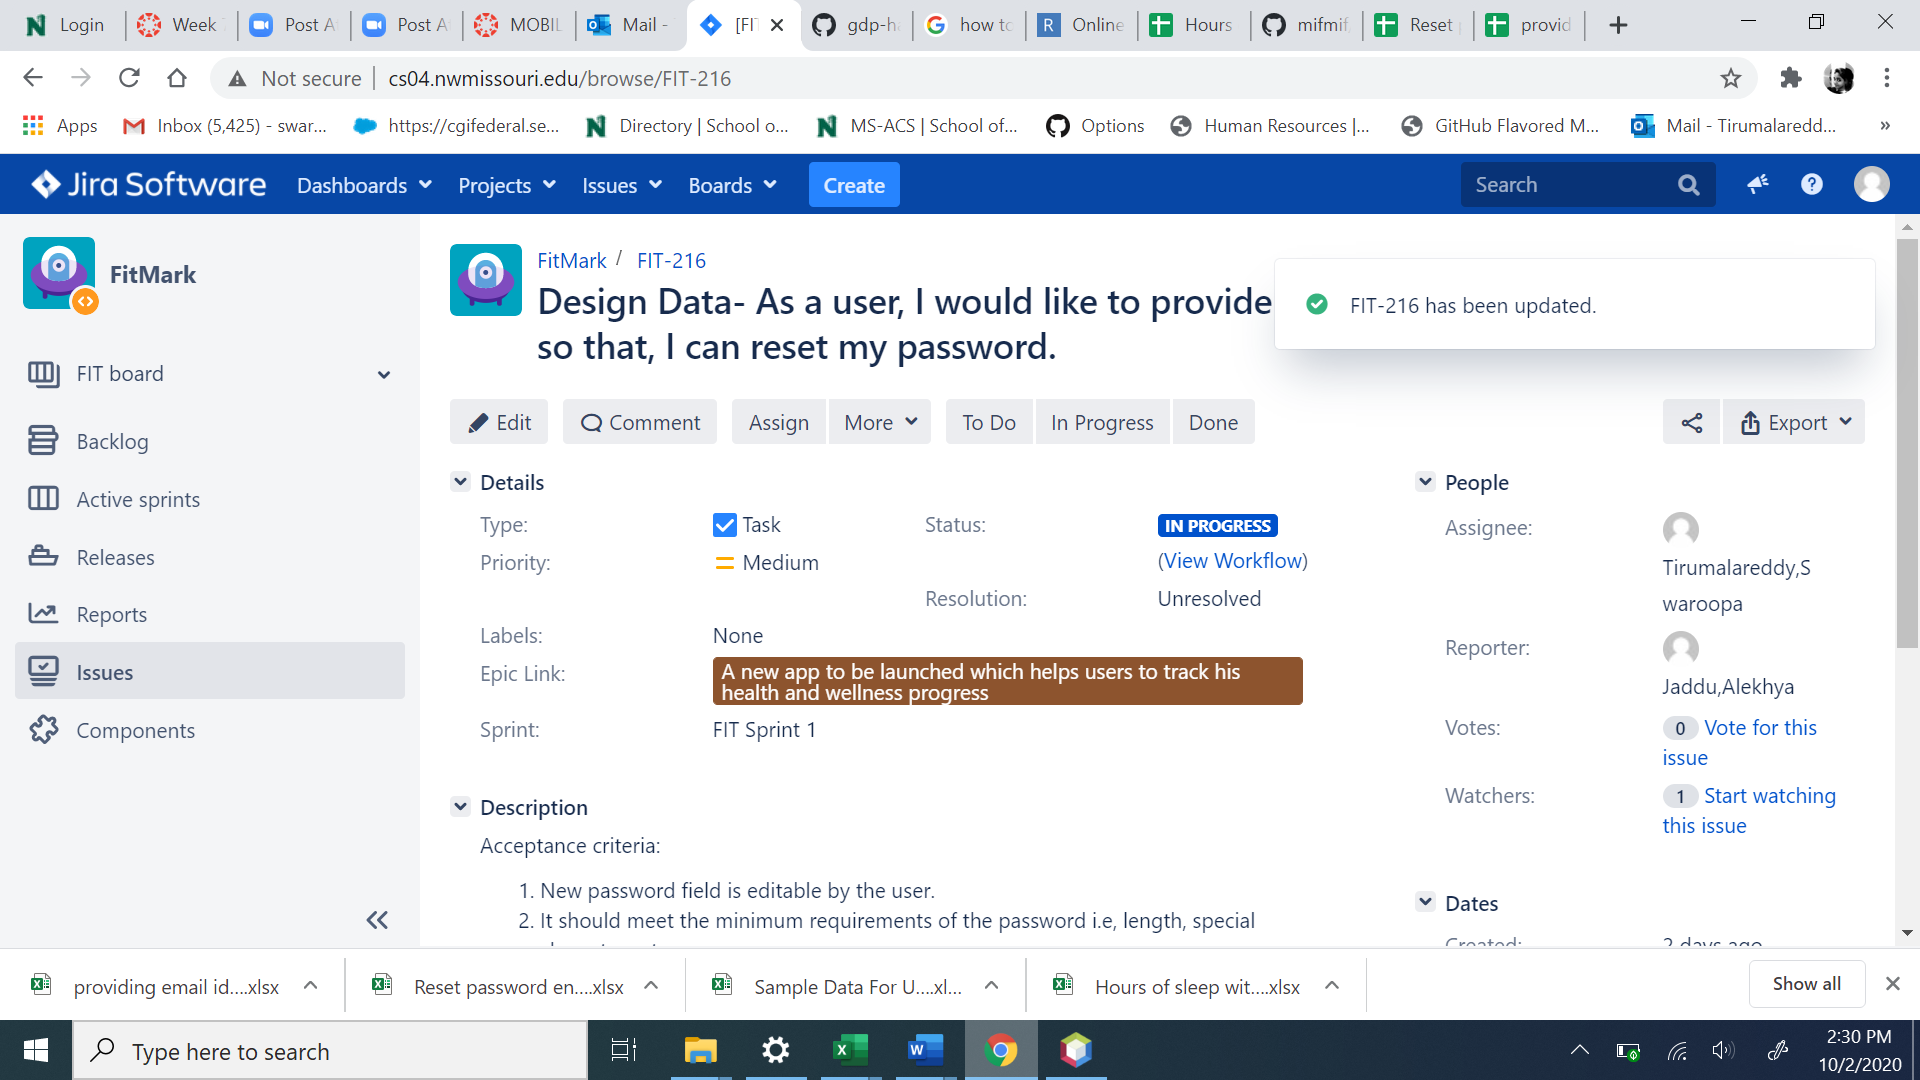 Login
Week
Post A
Post A
MOBIL
Mail -
[FI
gdp-h
how to
Online
Hours
mifmif
Reset
provid
Not secure
cs04.nwmissouri.edu/browse/FIT-216
Apps
Inbox (5,425) - swar...
https://cgifederal.se...
Directory | School o...
MS-ACS | School of...
Options
Human Resources |...
GitHub Flavored M...
Mail - Tirumalaredd...
»
Jira Software
Dashboards
Projects
Issues
Boards
Create
Search
FitMark
FIT board
Backlog
Active sprints
Releases
Reports
Issues
Components
FitMark / FIT-216
Design Data- As a user, I would like to provide
so that, I can reset my password.
FIT-216 has been updated.
Edit
Comment
Assign
More
To Do
In Progress
Done
Export
Details
Type:
Task
Status:
IN PROGRESS
(View Workflow)
Priority:
Medium
Resolution:
Unresolved
Labels:
None
Epic Link:
A new app to be launched which helps users to track his
health and wellness progress
Sprint:
FIT Sprint 1
Description
Acceptance criteria:
1. New password field is editable by the user.
2. It should meet the minimum requirements of the password i.e, length, special
People
Assignee:
Tirumalareddy,S
waroopa
Reporter:
Jaddu,Alekhya
Votes:
0 Vote for this
issue
Watchers:
1 Start watching
this issue
Dates
Created:
2 days ago
providing email id....xlsx
Reset password en....xlsx
Sample Data For U....xl...
Hours of sleep wit....xlsx
Show all
Type here to search
2:30 PM
10/2/2020